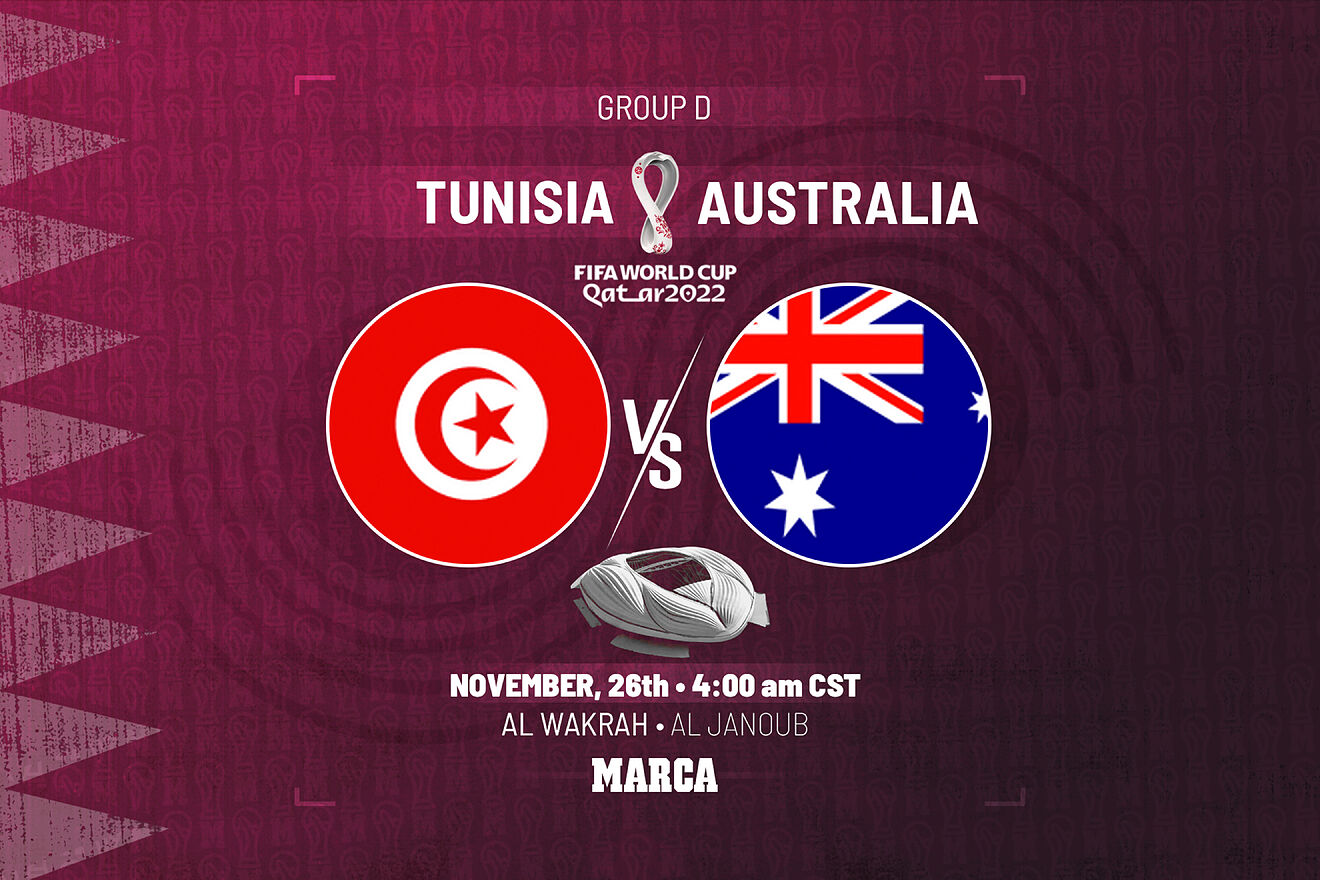 GROUP D
TUNISIA AUSTRALIA
FIFA WORLD CUP
Qatar2022
VS
NOVEMBER, 26th • 4:00 am CST
AL WAKRAH • AL JANOUB
MARCA